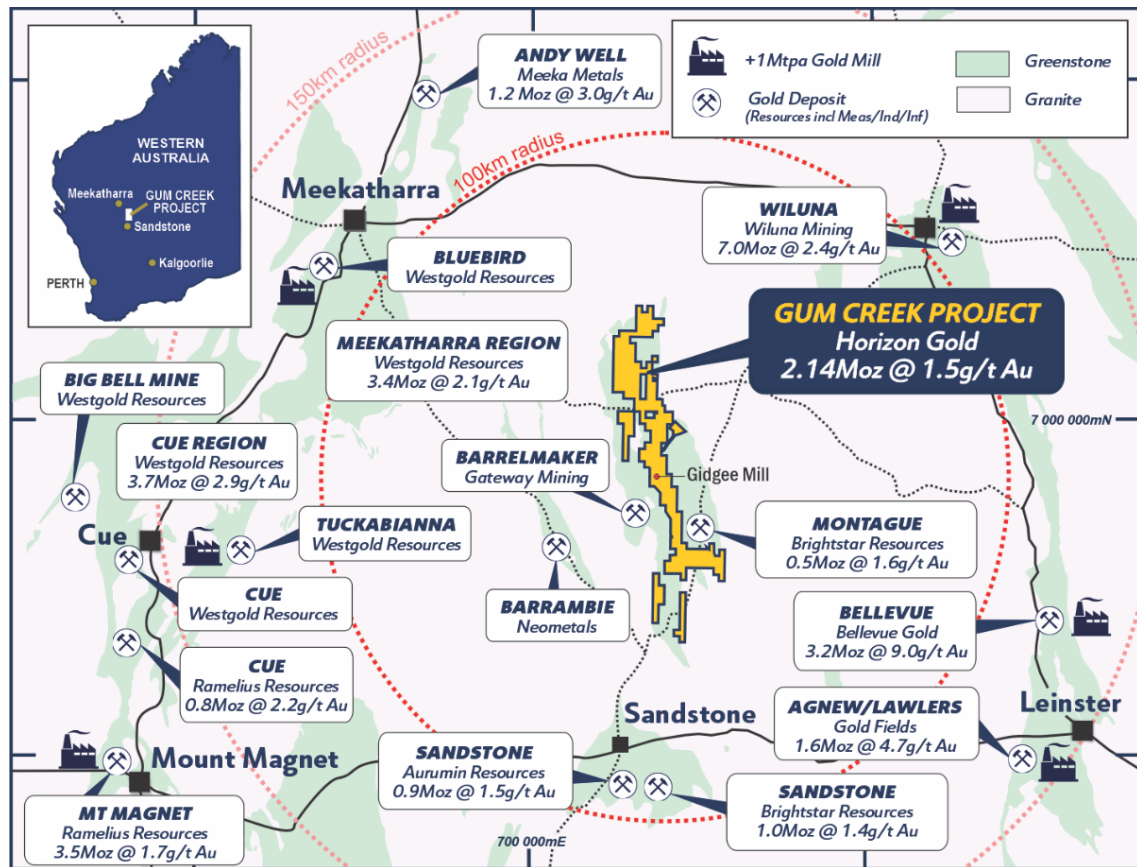 WESTERN
AUSTRALIA
Meekatharra
GUM CREEK
PROJECT
Sandstone
Kalgoorlie
PERTH
150km radius
ANDY WELL
Meeka Metals
1.2 Moz @ 3.0g/t Au
+1Mtpa Gold Mill
Gold Deposit
(Resources incl Meas/Ind/Inf)
Greenstone
Granite
100km radius
Meekatharra
WILUNA
Wiluna Mining
7.0Moz @ 2.4g/t Au
BLUEBIRD
Westgold Resources
GUM CREEK PROJECT
Horizon Gold
2.14Moz @ 1.5g/t Au
MEEKATHARRA REGION
Westgold Resources
3.4Moz @ 2.1g/t Au
BIG BELL MINE
Westgold Resources
7 000 000mN
CUE REGION
Westgold Resources
3.7Moz @ 2.9g/t Au
BARRELMAKER
Gateway Mining
Gidgee Mill
Cue
TUCKABIANNA
Westgold Resources
MONTAGUE
Brightstar Resources
0.5Moz @ 1.6g/t Au
CUE
Westgold Resources
BARRAMBIE
Neometals
BELLEVUE
Bellevue Gold
3.2Moz @ 9.0g/t Au
CUE
Ramelius Resources
0.8Moz @ 2.2g/t Au
AGNEW/LAWLERS
Gold Fields
1.6Moz @ 4.7g/t Au
Leinster
Sandstone
Mount Magnet
SANDSTONE
Aurumin Resources
0.9Moz @ 1.5g/t Au
SANDSTONE
Brightstar Resources
1.0Moz @ 1.4g/t Au
MT MAGNET
Ramelius Resources
3.5Moz @ 1.7g/t Au
700 000mE